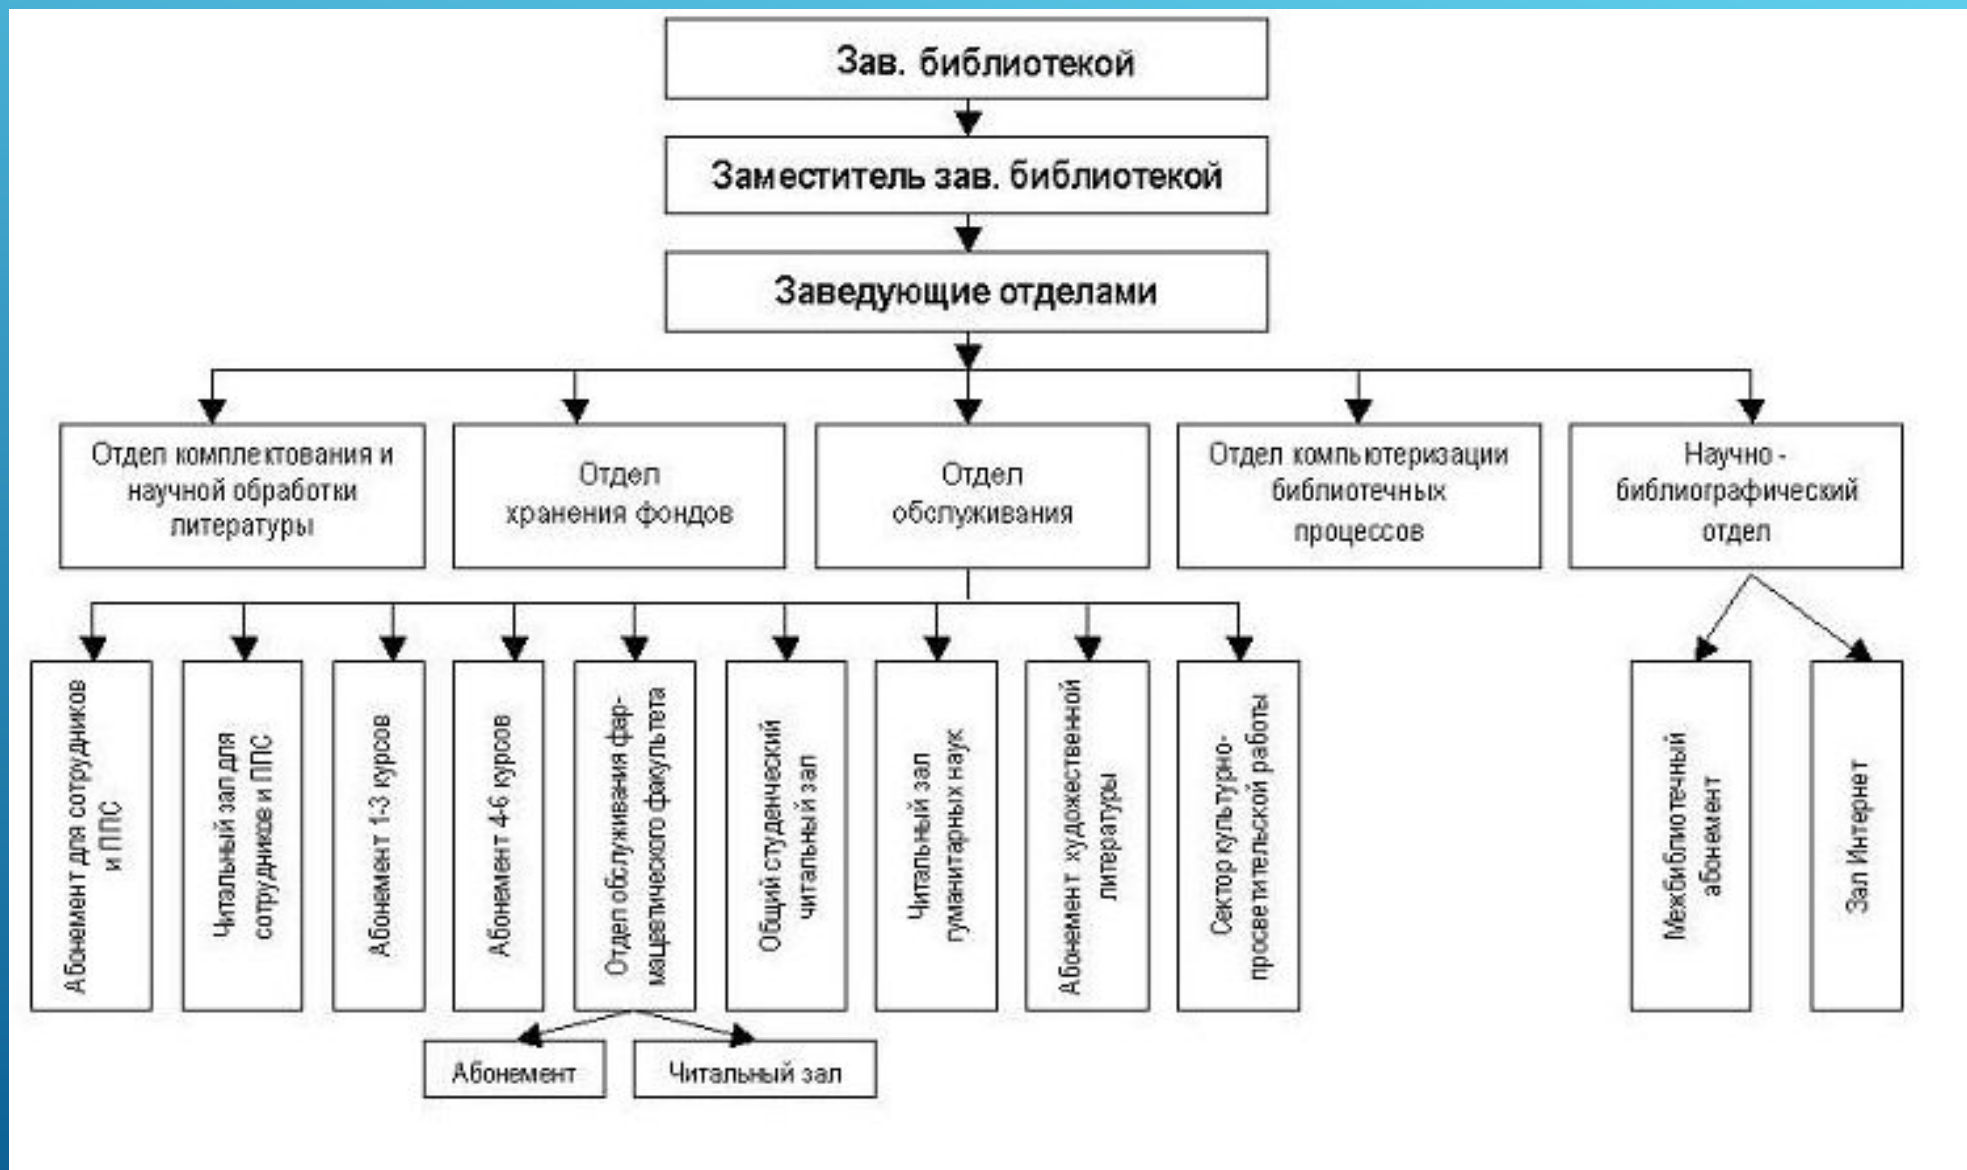 Зав. библиотекой
Заместитель зав. библиотекой
Заведующие отделами
Отдел комплектования и
научной обработки
литературы
Отдел
хранения фондов
Отдел
обслуживания
Отдел компьютеризации
библиотечных
процессов
Научно -
библиографический
отдел
Абонемент для сотрудников
и ППС
Читальный зал для
сотрудников и ППС
Абонемент 1-3 курсов
Абонемент 4-6 курсов
Отдел обслуживания фар-
мацевтического факультета
Общий студенческий
читальный зал
Читальный зал
гуманитарных наук
Абонемент художественной
литературы
Сектор культурно-
просветительской работы
Межбиблиотечный
абонемент
Зал Интернет
Абонемент
Читальный зал